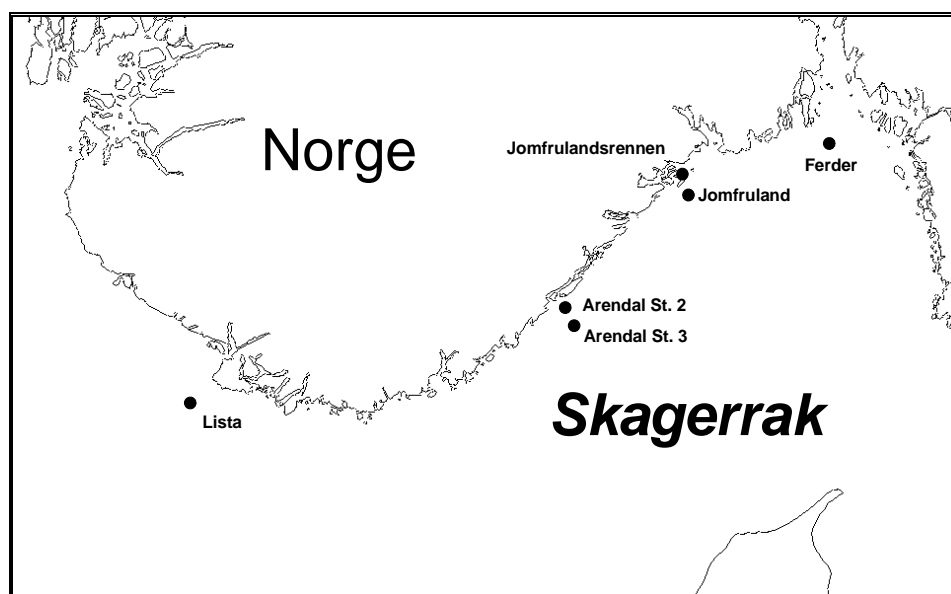 Norge
Jomfrulandsrennen
Ferder
Jomfruland
Arendal St. 2
Arendal St. 3
Skagerrak
Lista